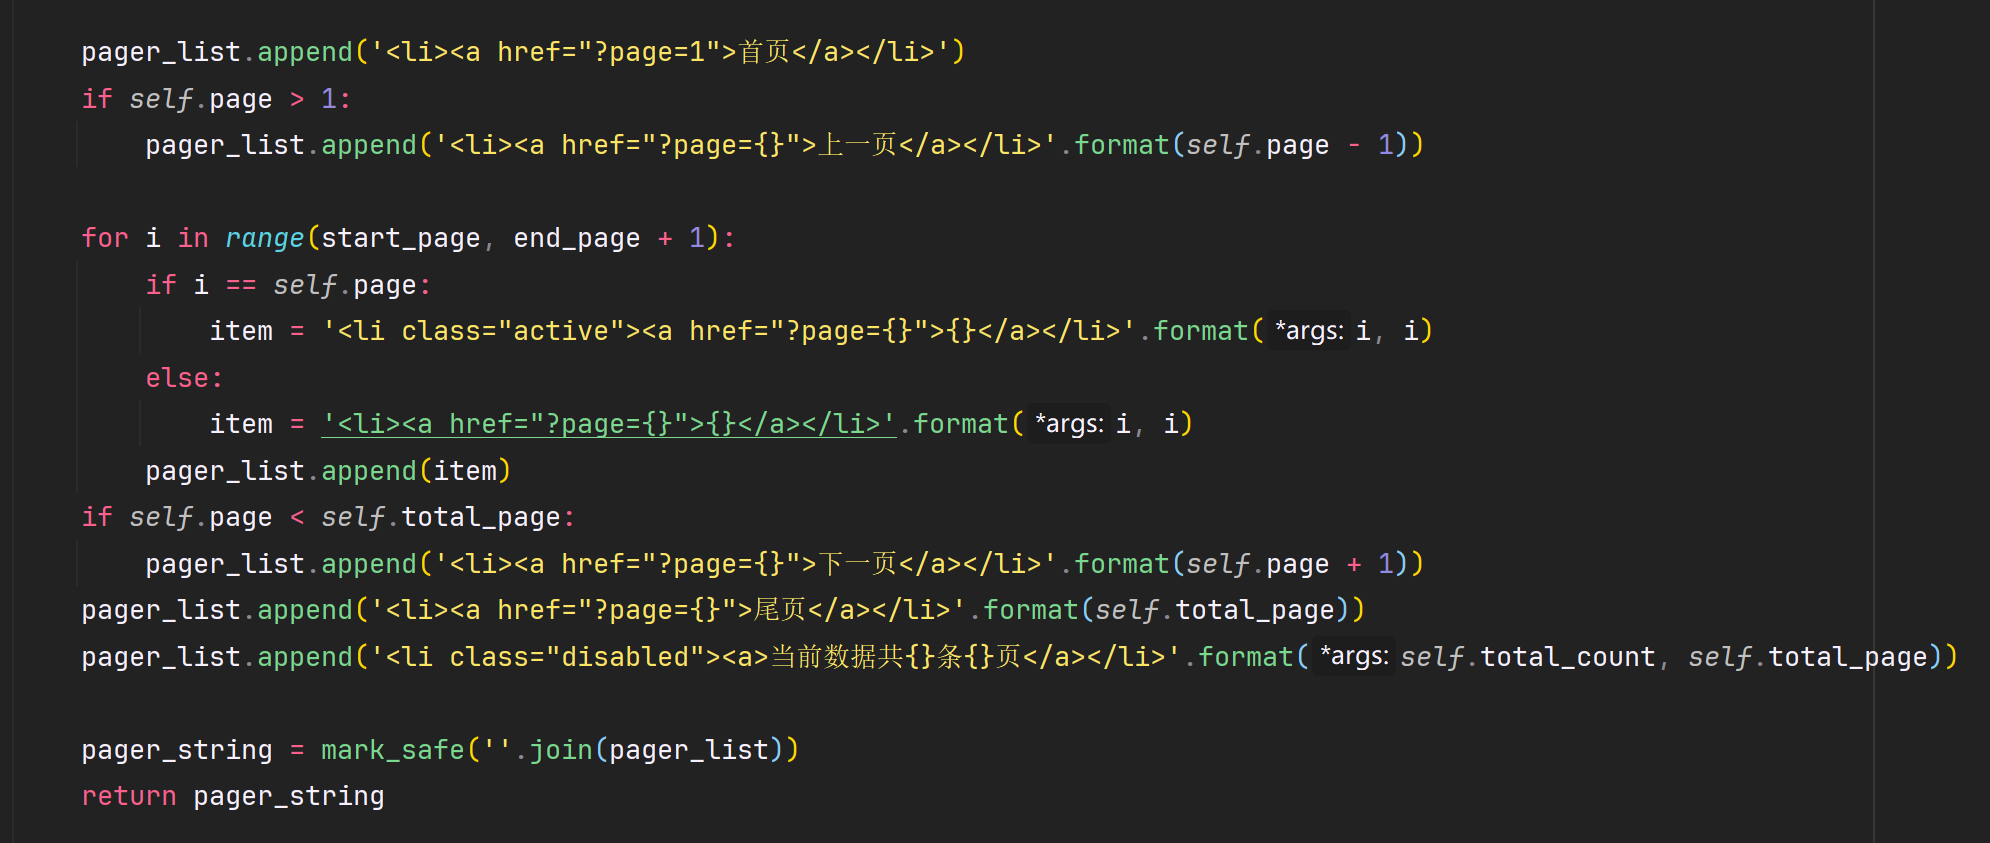 pager_list.append('<li><a href="?page=1">首页</a></li>')
if self.page > 1:
    pager_list.append('<li><a href="?page={}">上一页</a></li>'.format(self.page - 1))
for i in range(start_page, end_page + 1):
    if i == self.page:
        item = '<li class="active"><a href="?page={}">{}</a></li>'.format( *args: i, i)
    else:
        item = '<li><a href="?page={}">{}</a></li>'.format( *args: i, i)
    pager_list.append(item)
if self.page < self.total_page:
    pager_list.append('<li><a href="?page={}">下一页</a></li>'.format(self.page + 1))
pager_list.append('<li><a href="?page={}">尾页</a></li>'.format(self.total_page))
pager_list.append('<li class="disabled"><a>当前数据共{}条{}页</a></li>'.format( *args: self.total_count, self.total_page))
pager_string = mark_safe(''.join(pager_list))
return pager_string